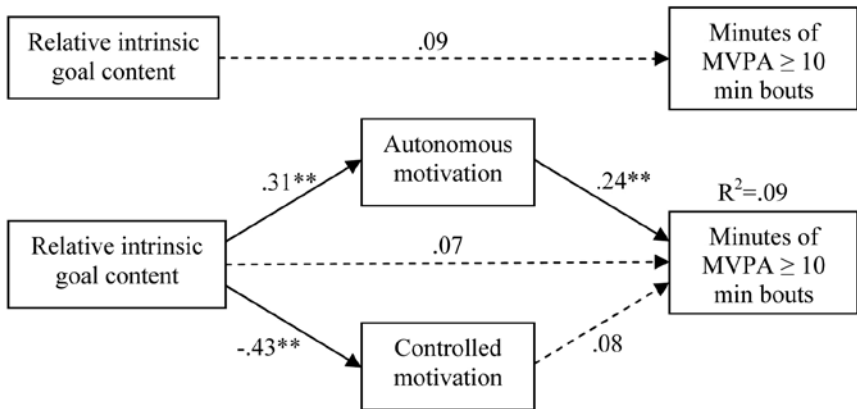 Relative intrinsic
goal content
.09
Minutes of
MVPA ≥ 10
min bouts
Autonomous
motivation
.31**
.24**
R²=.09
Relative intrinsic
goal content
.07
Minutes of
MVPA ≥ 10
min bouts
-.43**
Controlled
motivation
.08